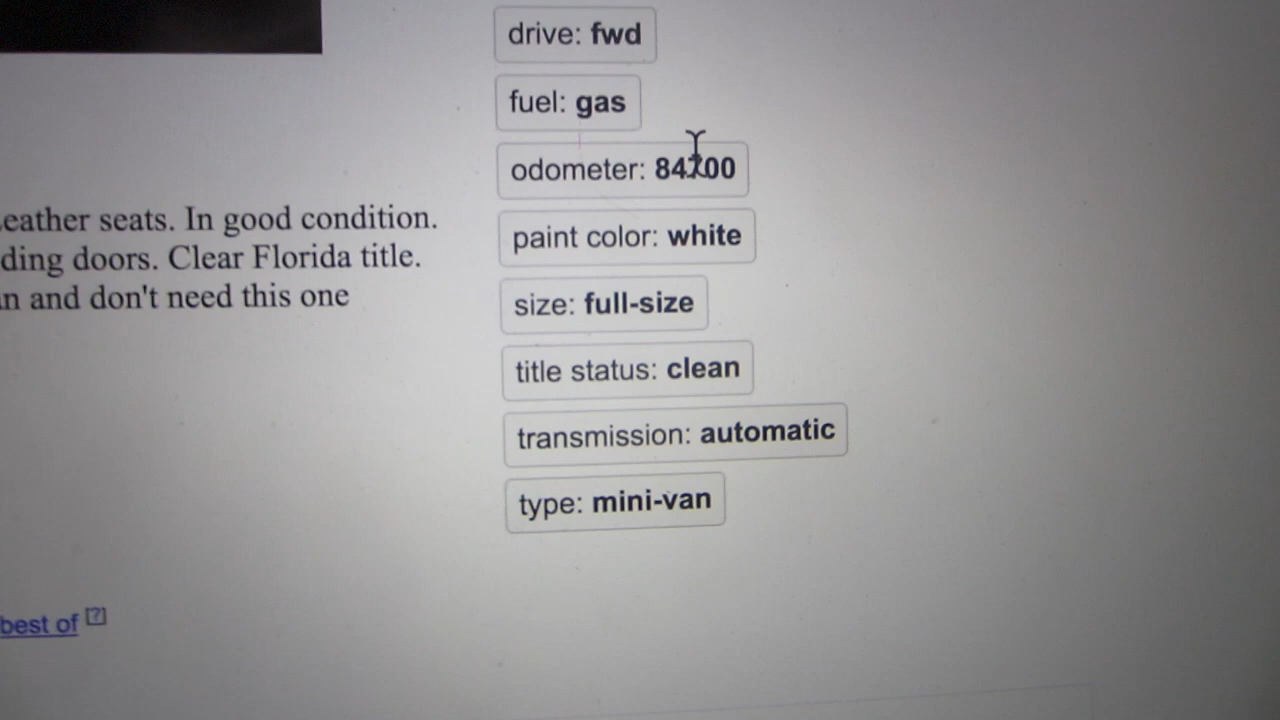 drive: fwd
fuel: gas
odometer:
paint color: white
size: full-size
title status: clean
transmission: automatic
type: mini-van
eather seats. In good condition.
ding doors. Clear Florida title.
n and don't need this one
best of [?]